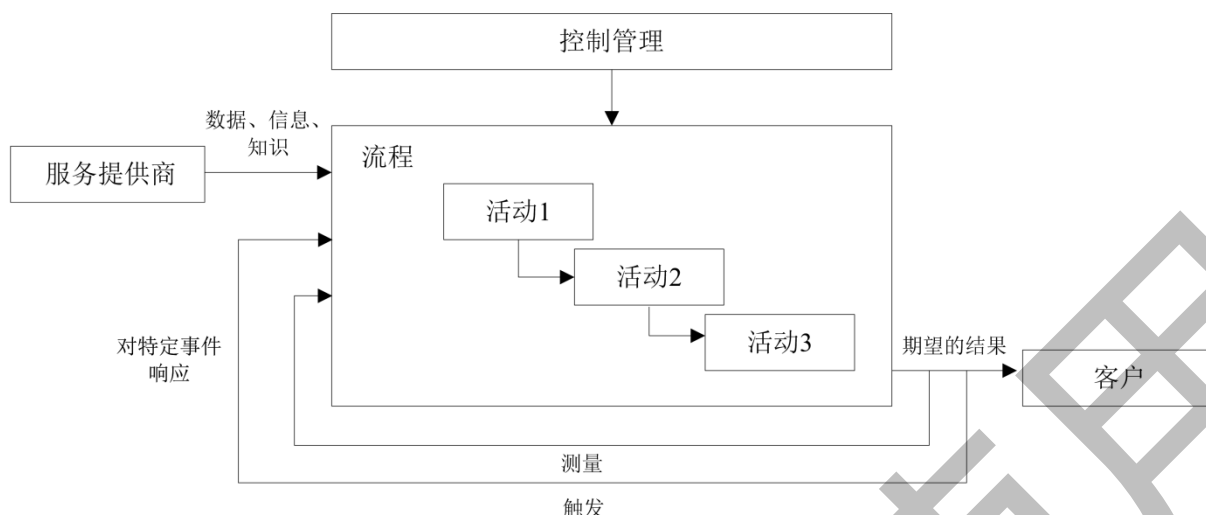 控制管理
数据、信息、
知识
服务提供商
流程
活动1
活动2
活动3
对特定事件
响应
期望的结果
客户
测量
触发